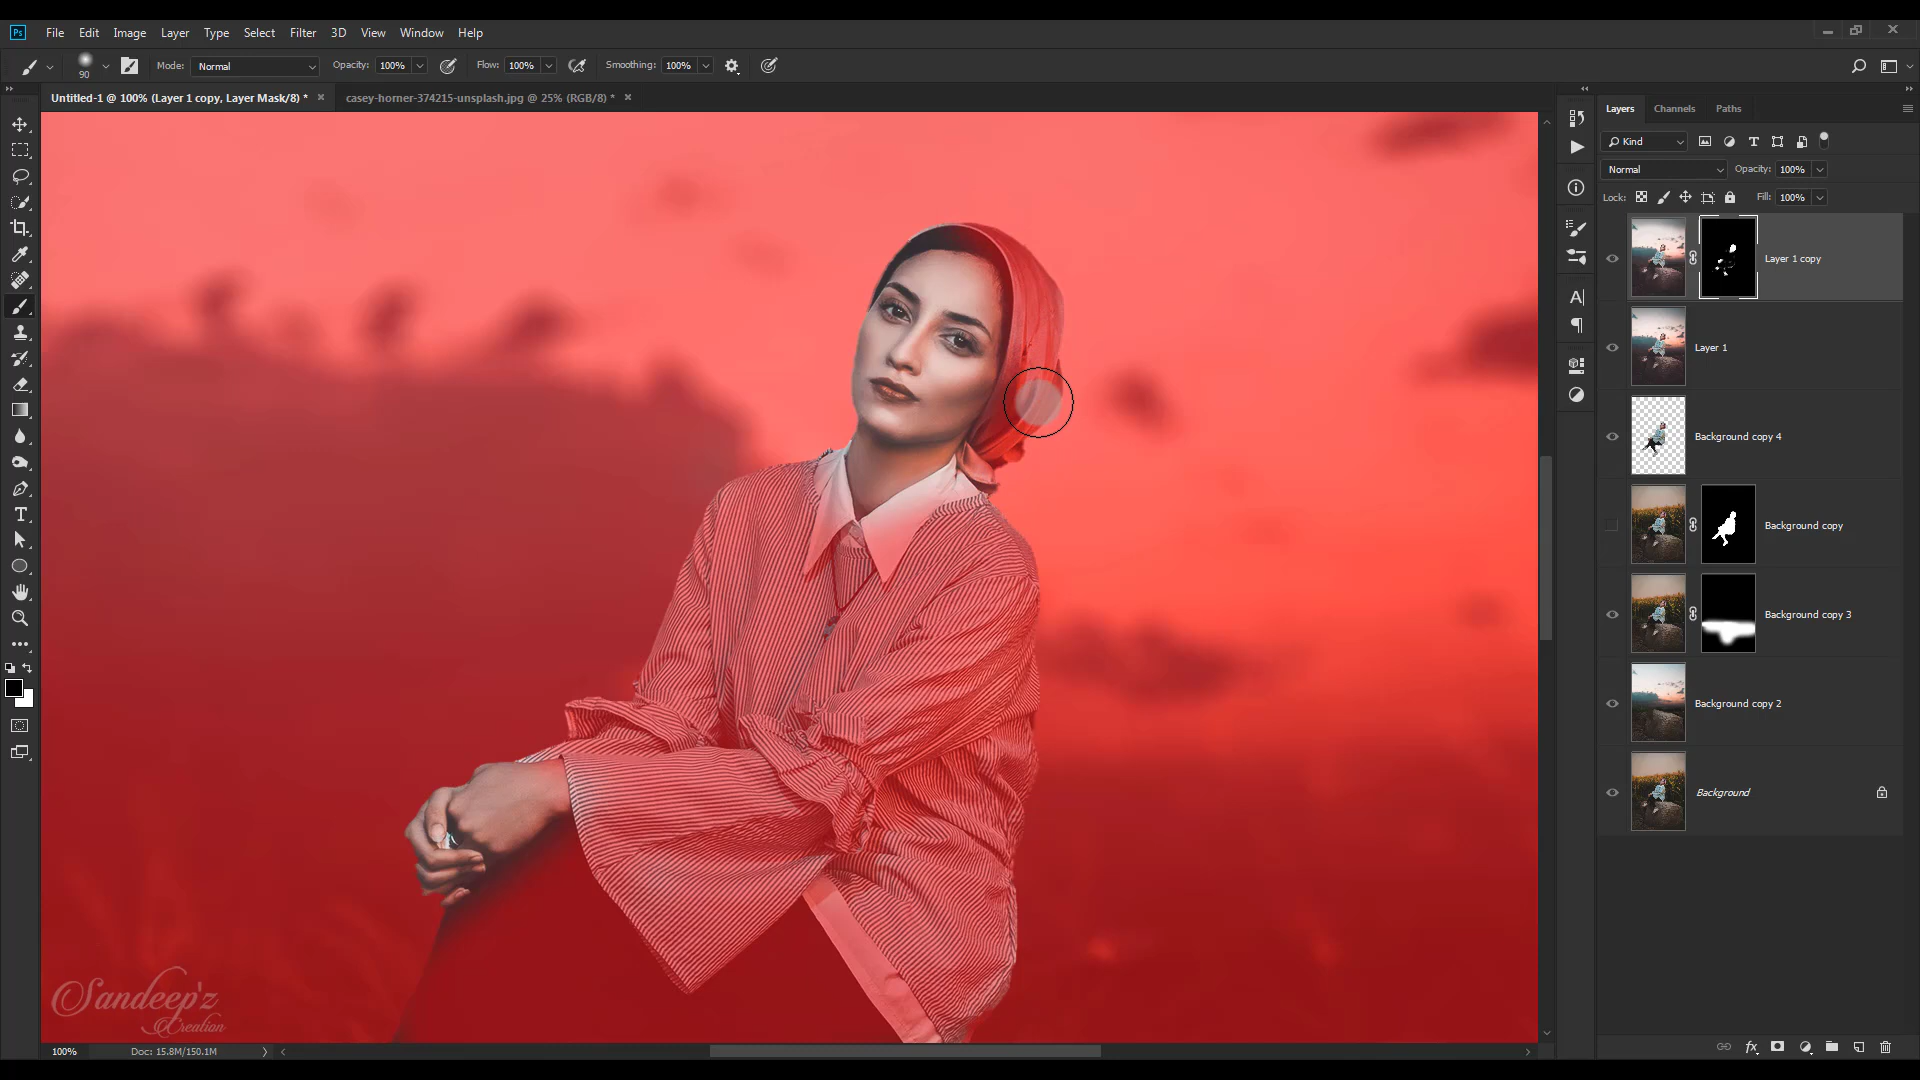 Ps File Edit Image Layer Type Select Filter 3D View Window Help
90 Mode: Normal Opacity: 100% Flow: 100% Smoothing: 100%
Untitled-1 @ 100% (Layer 1 copy, Layer Mask/8) * × casey-horner-374215-unsplash.jpg @ 25% (RGB/8) * ×
Layers Channels Paths
Kind
Normal Opacity: 100%
Lock: Fill: 100%
Layer 1 copy
Layer 1
Background copy 4
Background copy
Background copy 3
Background copy 2
Background
Sandeep'z
Creation
100% Doc: 15.8M/150.1M
fx